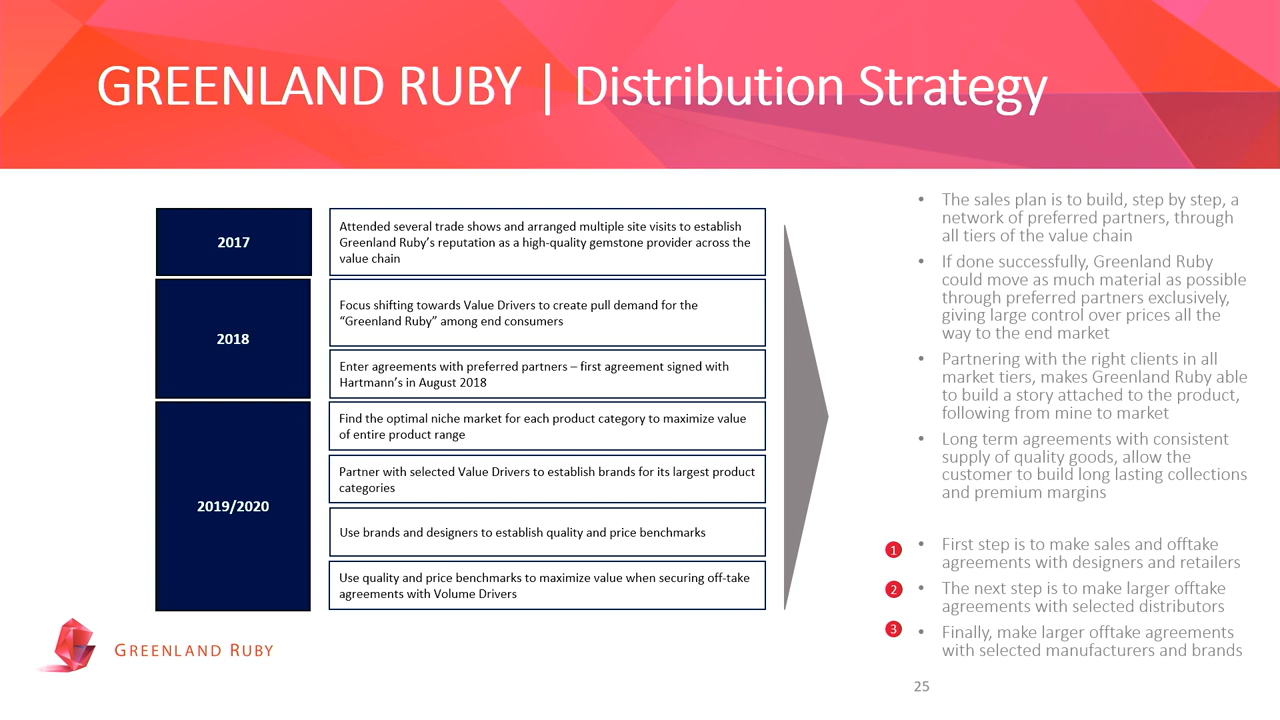 GREENLAND RUBY | Distribution Strategy
2017
Attended several trade shows and arranged multiple site visits to establish
Greenland Ruby’s reputation as a high-quality gemstone provider across the
value chain
2018
Focus shifting towards Value Drivers to create pull demand for the
“Greenland Ruby” among end consumers
Enter agreements with preferred partners – first agreement signed with
Hartmann’s in August 2018
2019/2020
Find the optimal niche market for each product category to maximize value
of entire product range
Partner with selected Value Drivers to establish brands for its largest product
categories
Use brands and designers to establish quality and price benchmarks
Use quality and price benchmarks to maximize value when securing off-take
agreements with Volume Drivers
• The sales plan is to build, step by step, a
network of preferred partners, through
all tiers of the value chain
• If done successfully, Greenland Ruby
could move as much material as possible
through preferred partners exclusively,
giving large control over prices all the
way to the end market
• Partnering with the right clients in all
market tiers, makes Greenland Ruby able
to build a story attached to the product,
following from mine to market
• Long term agreements with consistent
supply of quality goods, allow the
customer to build long lasting collections
and premium margins
1 • First step is to make sales and offtake
agreements with designers and retailers
2 • The next step is to make larger offtake
agreements with selected distributors
3 • Finally, make larger offtake agreements
with selected manufacturers and brands
GREENLAND RUBY
25